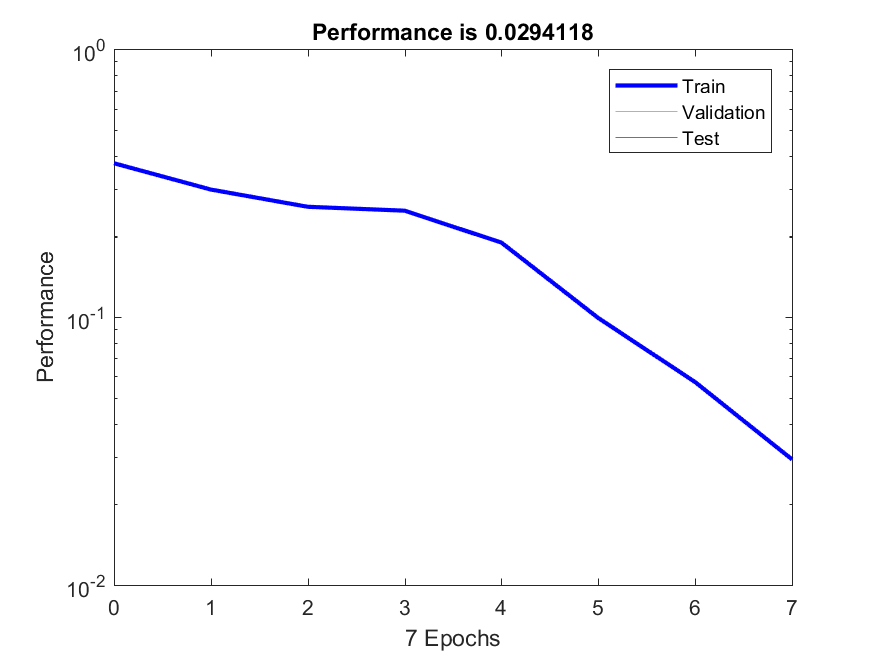 Performance is 0.0294118
10^0
Train
Validation
Test
Performance
10^-1
10^-2
0 1 2 3 4 5 6 7
7 Epochs